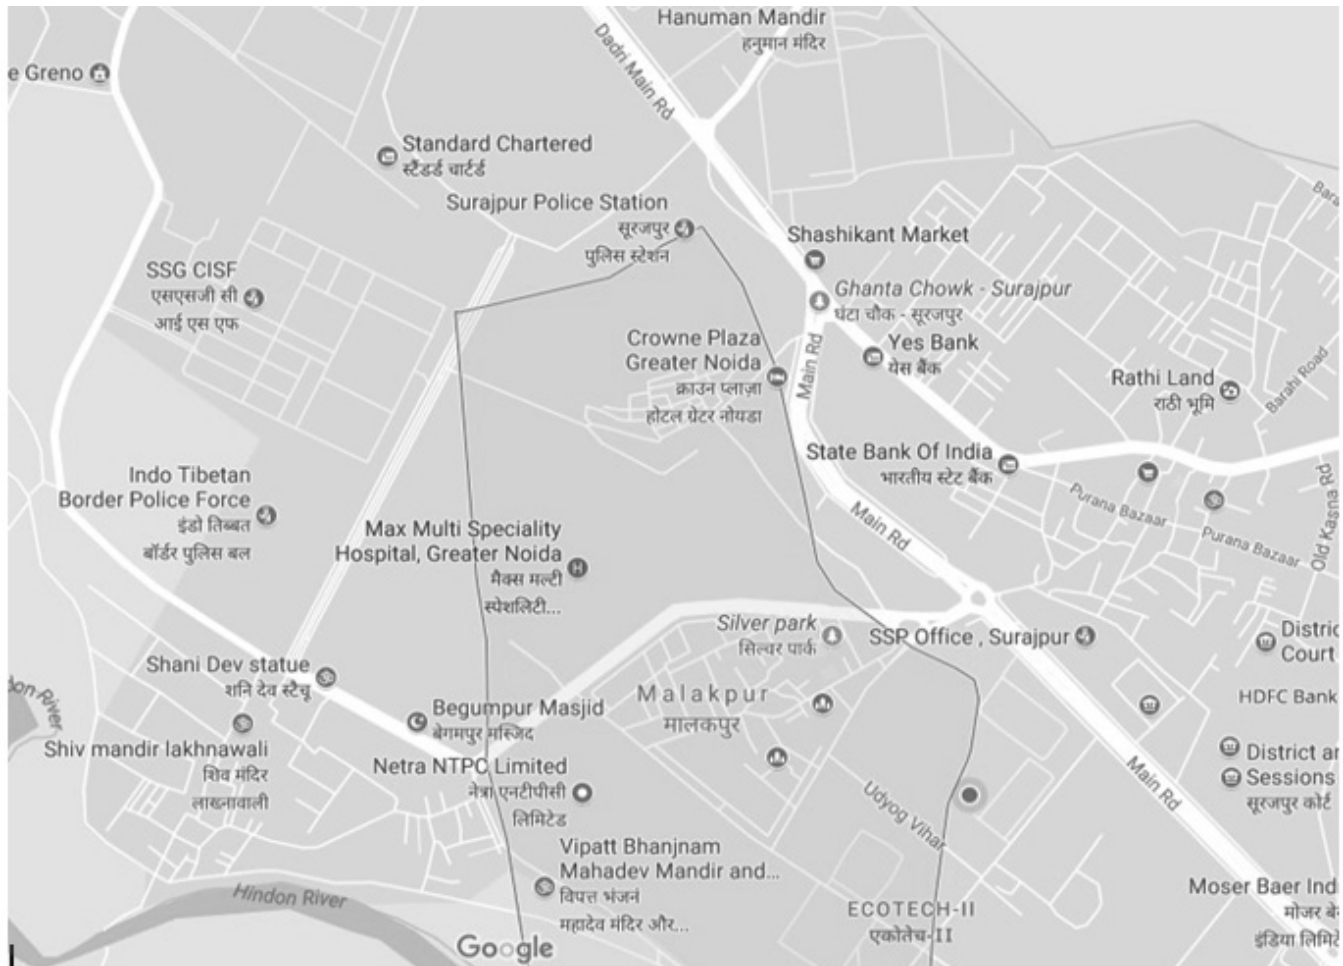 Hanuman Mandir
हनुमान मंदिर
Dadri Main Rd
e Greno
Standard Chartered
स्टैंडर्ड चार्टर्ड
Surajpur Police Station
सूरजपुर
पुलिस स्टेशन
Shashikant Market
SSG CISF
एसएसजी सी
आई एस एफ
Ghanta Chowk - Surajpur
घंटा चौक - सूरजपुर
Crowne Plaza
Greater Noida
क्राउन प्लाज़ा
होटल ग्रेटर नोयडा
Main Rd
Yes Bank
येस बैंक
Rathi Land
राठी भूमि
Barahi Road
State Bank Of India
भारतीय स्टेट बैंक
Indo Tibetan
Border Police Force
इंडो तिब्बत
बॉर्डर पुलिस बल
Purana Bazaar
Purana Bazaar
Old Kasna Rd
Max Multi Speciality
Hospital, Greater Noida
मैक्स मल्टी
स्पेशलिटी...
Main Rd
Silver park
सिल्वर पार्क
SSP Office , Surajpur
Distric
Court
Shani Dev statue
शनि देव स्टैचू
don River
Malakpur
मालकपुर
HDFC Bank
Begumpur Masjid
बेगमपुर मस्जिद
Shiv mandir lakhnawali
शिव मंदिर
लाखनावाली
Netra NTPC Limited
नेत्रा एनटीपीसी
लिमिटेड
District ar
Sessions
सूरजपुर कोर्ट
Main Rd
Udyog Vihar
Vipatt Bhanjnam
Mahadev Mandir and...
विपत्त भंजनं
महादेव मंदिर और...
Hindon River
Moser Baer Ind
मोजर बे
इंडिया लिमिटे
ECOTECH-II
एकोतेच-II
Google